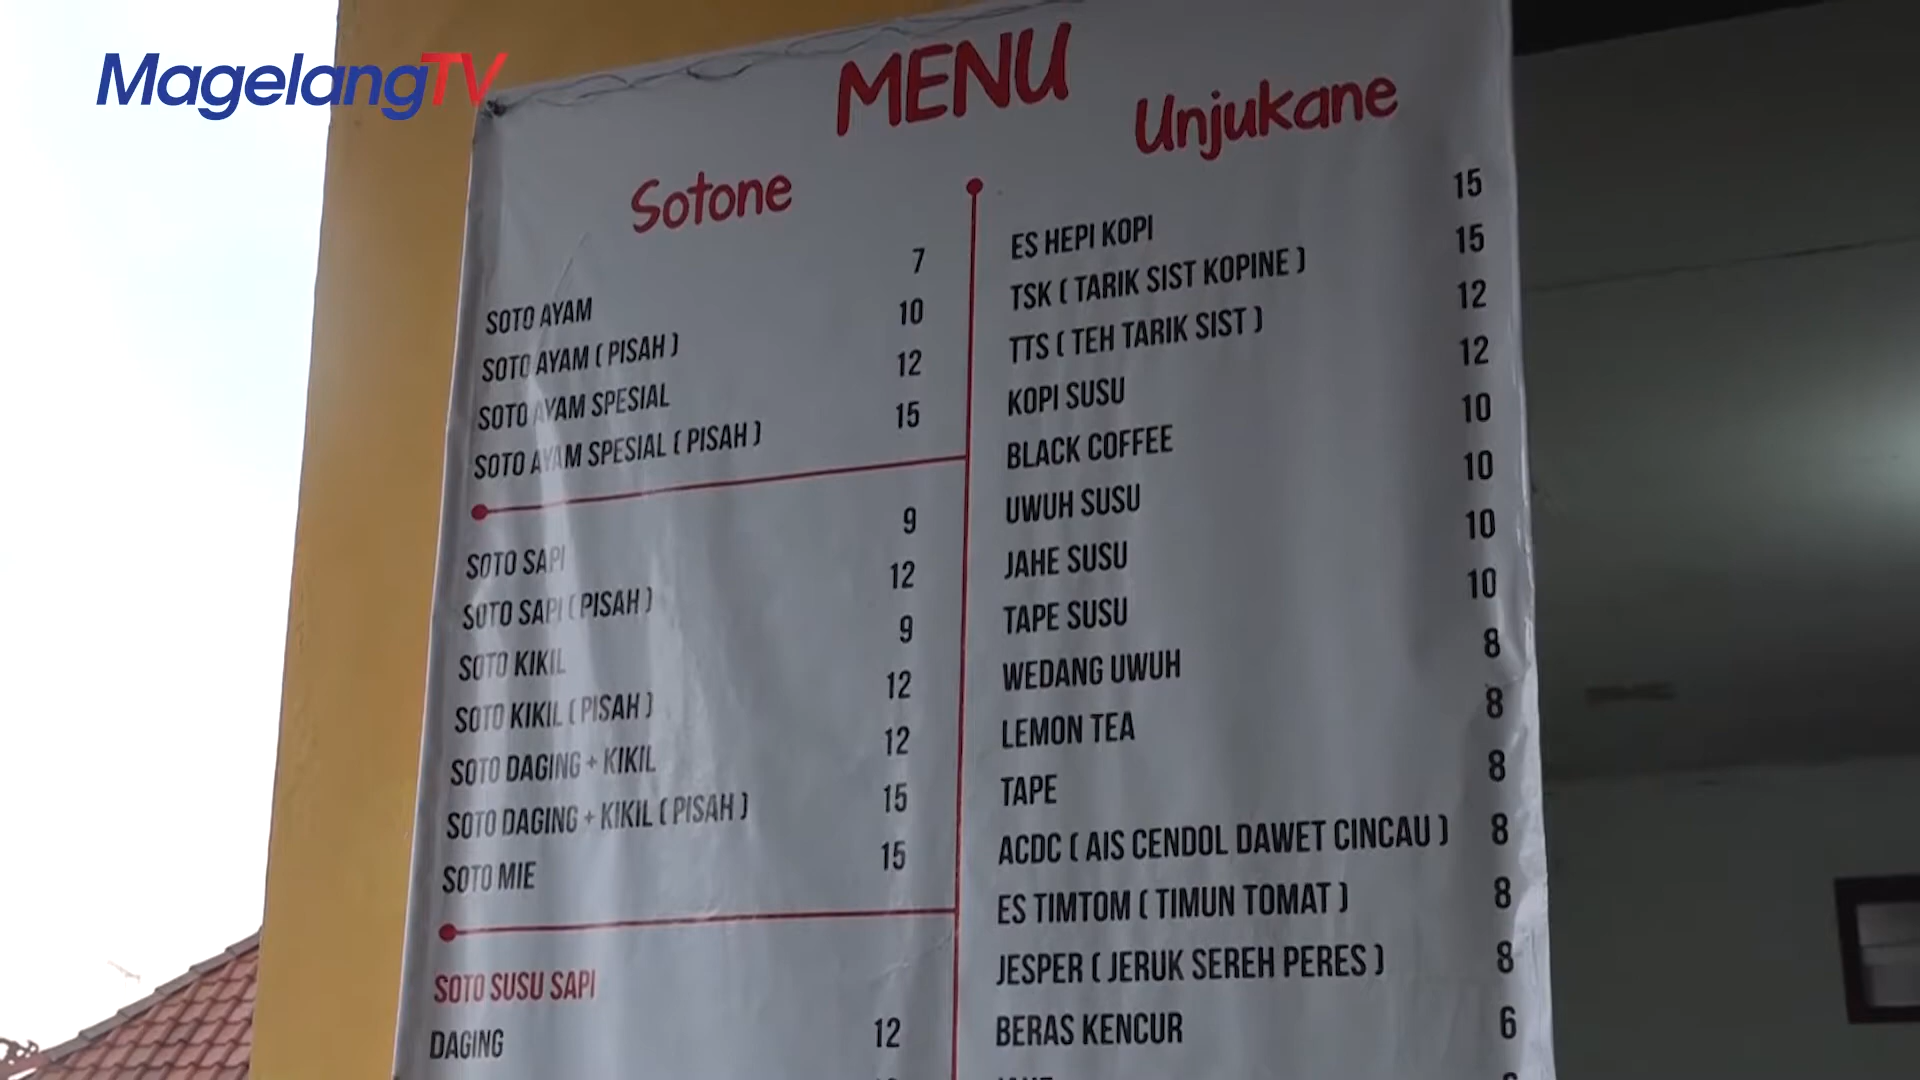 MagelangTV
MENU
Sotone
SOTO AYAM 7
SOTO AYAM ( PISAH ) 10
SOTO AYAM SPESIAL 12
SOTO AYAM SPESIAL ( PISAH ) 15
SOTO SAPI 9
SOTO SAPI ( PISAH ) 12
SOTO KIKIL 9
SOTO KIKIL ( PISAH ) 12
SOTO DAGING + KIKIL 12
SOTO DAGING + KIKIL ( PISAH ) 15
SOTO MIE 15
SOTO SUSU SAPI
DAGING 12
Unjukane
ES HEPI KOPI 15
TSK ( TARIK SIST KOPINE ) 15
TTS ( TEH TARIK SIST ) 12
KOPI SUSU 12
BLACK COFFEE 10
UWUH SUSU 10
JAHE SUSU 10
TAPE SUSU 10
WEDANG UWUH 8
LEMON TEA 8
TAPE 8
ACDC ( AIS CENDOL DAWET CINCAU ) 8
ES TIMTOM ( TIMUN TOMAT ) 8
JESPER ( JERUK SEREH PERES ) 8
BERAS KENCUR 6